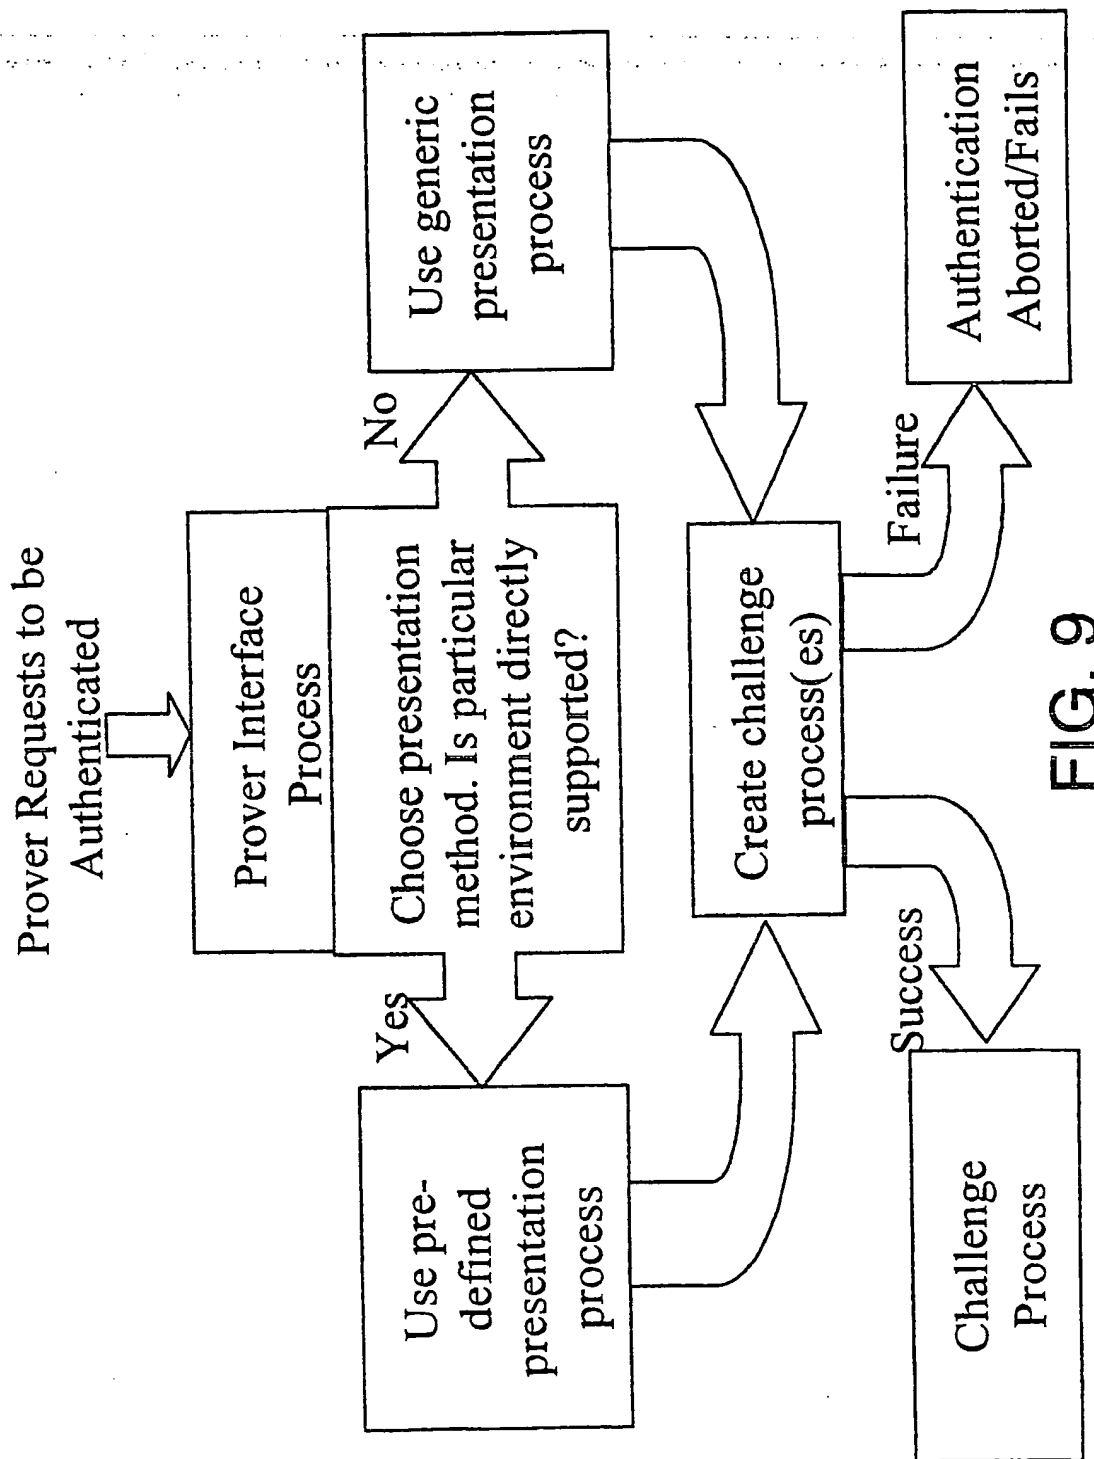 Prover Requests to be
Authenticated
Prover Interface
Process
Choose presentation
method. Is particular
environment directly
supported?
Yes
No
Use pre-
defined
presentation
process
Use generic
presentation
process
Create challenge
process(es)
Success
Failure
Challenge
Process
Authentication
Aborted/Fails
FIG. 9